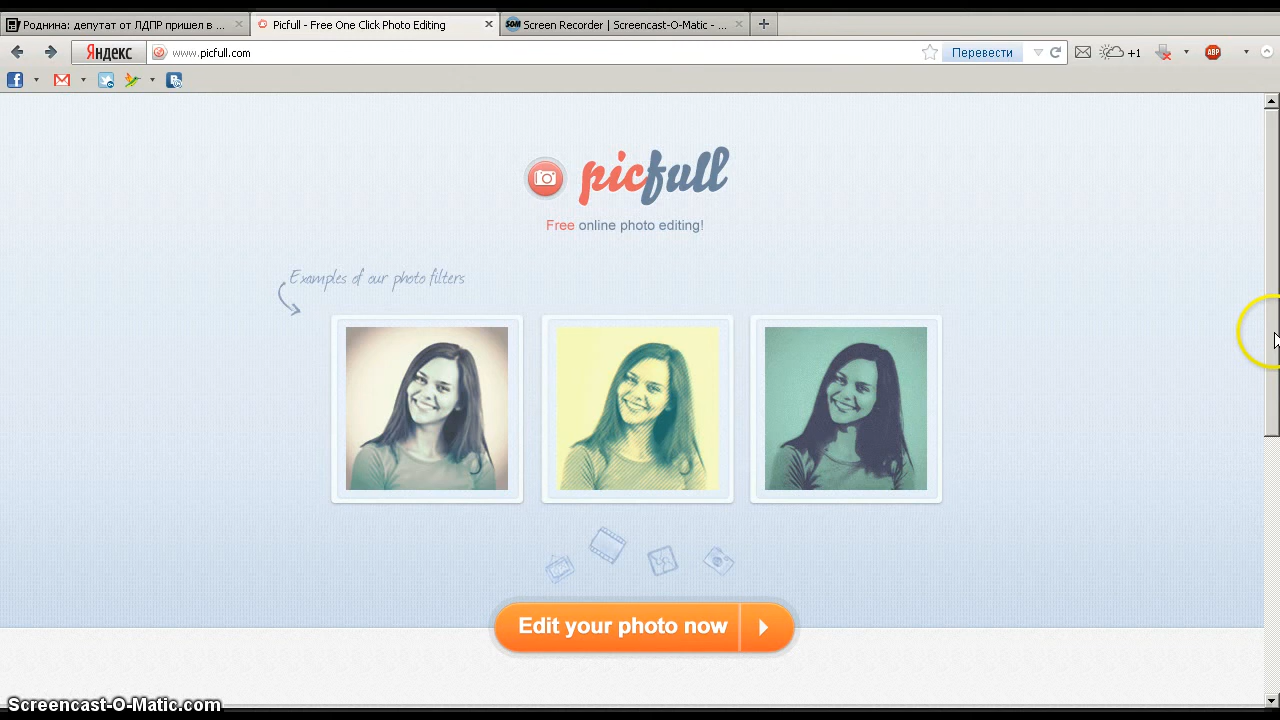 Роднина: депутат от ЛДПР пришел в ...
Picfull - Free One Click Photo Editing
SOM
Screen Recorder | Screencast-O-Matic - ...
Яндекс
www.picfull.com
Перевести
+1
ABP
picfull
Free online photo editing!
Examples of our photo filters
Edit your photo now
Screencast-O-Matic.com